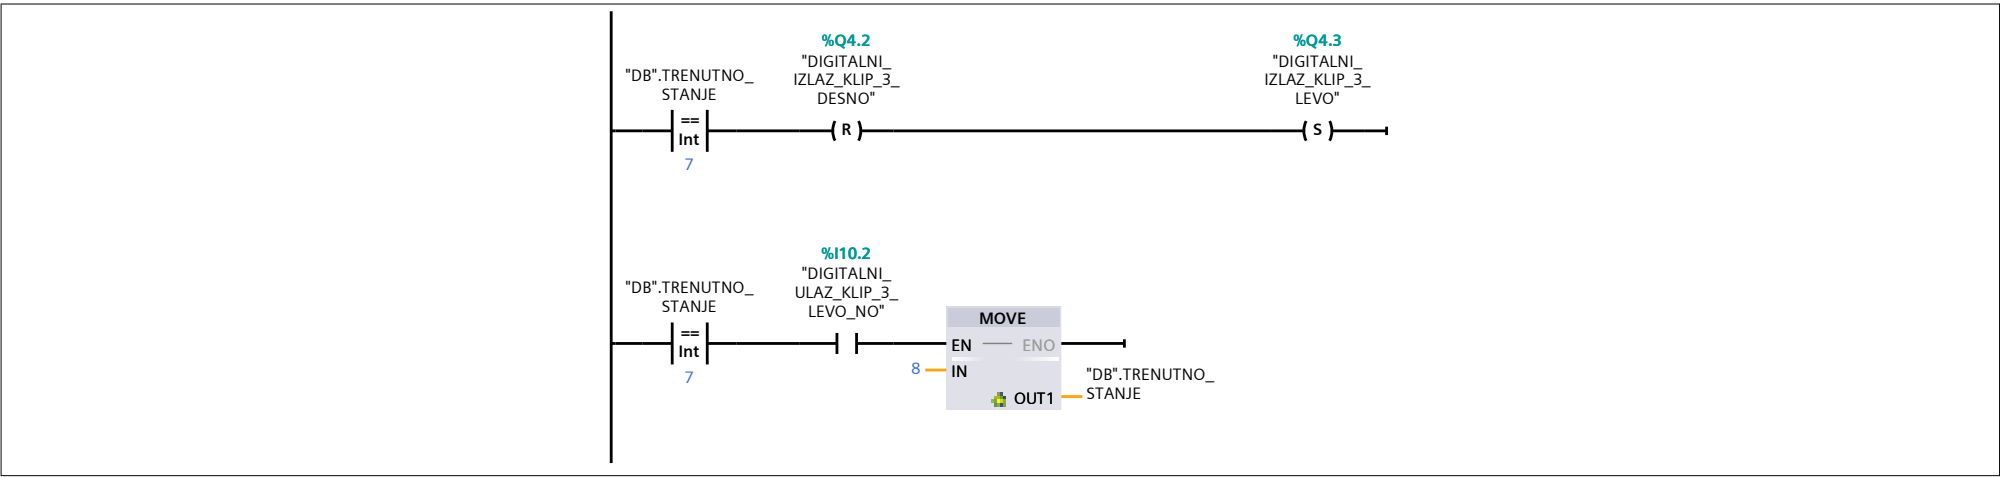 %Q4.2
"DIGITALNI_
IZLAZ_KLIP_3_
DESNO"
%Q4.3
"DIGITALNI_
IZLAZ_KLIP_3_
LEVO"
"DB".TRENUTNO_
STANJE
==
Int
7
R
S
%I10.2
"DIGITALNI_
ULAZ_KLIP_3_
LEVO_NO"
"DB".TRENUTNO_
STANJE
==
Int
7
MOVE
EN
ENO
8
IN
OUT1
"DB".TRENUTNO_
STANJE